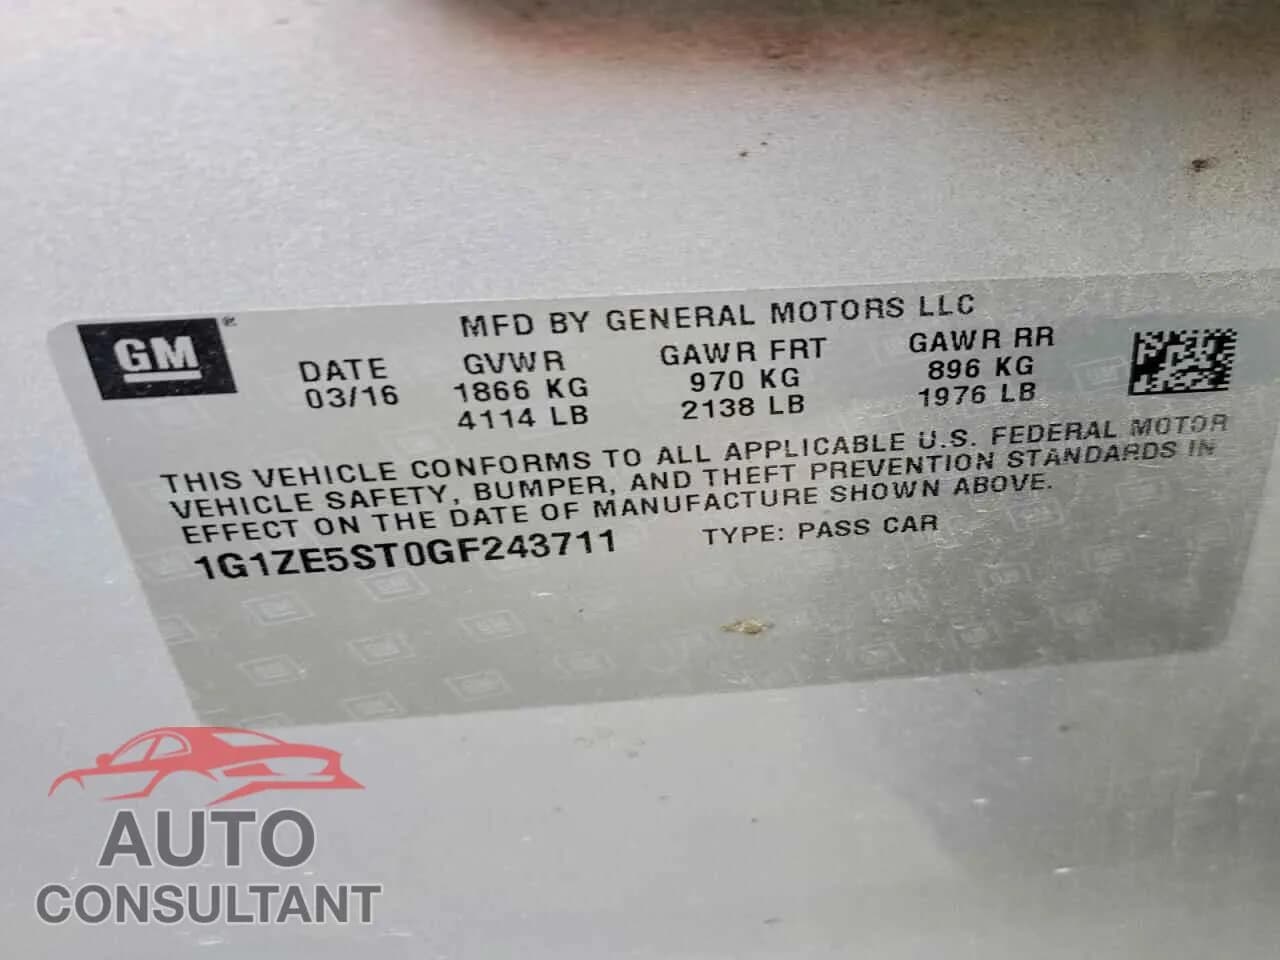 GM®
MFD BY GENERAL MOTORS LLC
DATE GVWR GAWR FRT GAWR RR
03/16 1866 KG 970 KG 896 KG
4114 LB 2138 LB 1976 LB
THIS VEHICLE CONFORMS TO ALL APPLICABLE U.S. FEDERAL MOTOR
VEHICLE SAFETY, BUMPER, AND THEFT PREVENTION STANDARDS IN
EFFECT ON THE DATE OF MANUFACTURE SHOWN ABOVE.
1G1ZE5ST0GF243711 TYPE: PASS CAR
AUTO
CONSULTANT